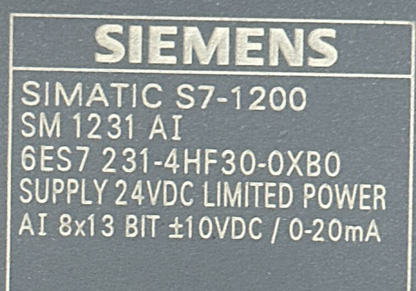 SIEMENS
SIMATIC S7-1200
SM 1231 AI
6ES7 231-4HF30-0XB0
SUPPLY 24VDC LIMITED POWER
AI 8x13 BIT ±10VDC / 0-20mA